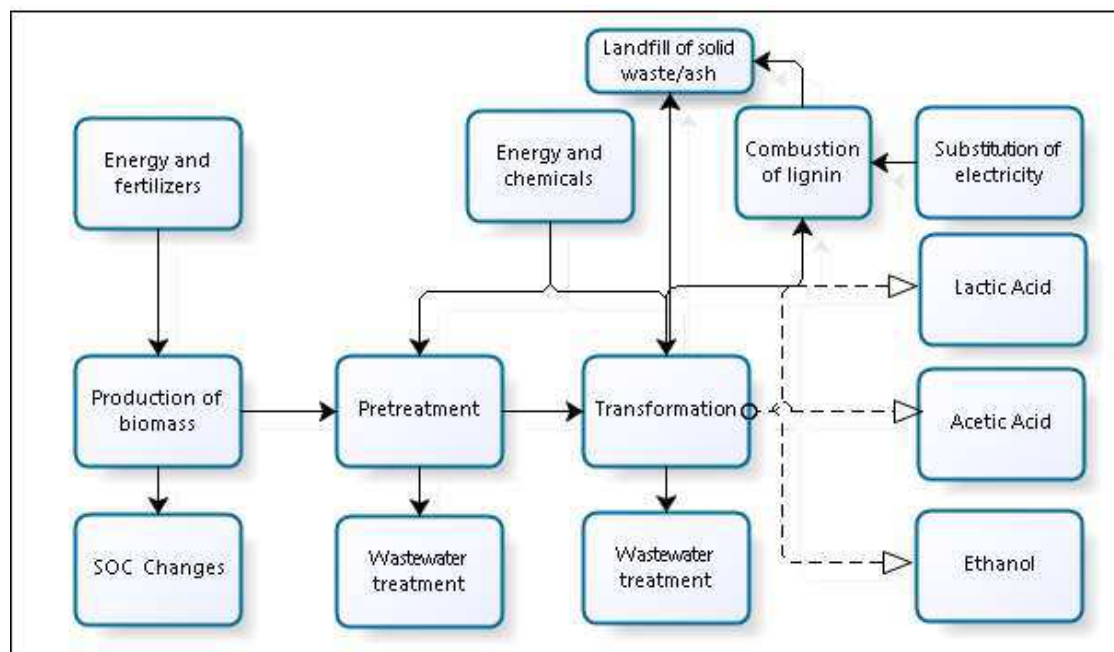 Landfill of solid
waste/ash
Energy and
fertilizers
Energy and
chemicals
Combustion
of lignin
Substitution of
electricity
Lactic Acid
Production of
biomass
Pretreatment
Transformation
Acetic Acid
SOC Changes
Wastewater
treatment
Wastewater
treatment
Ethanol